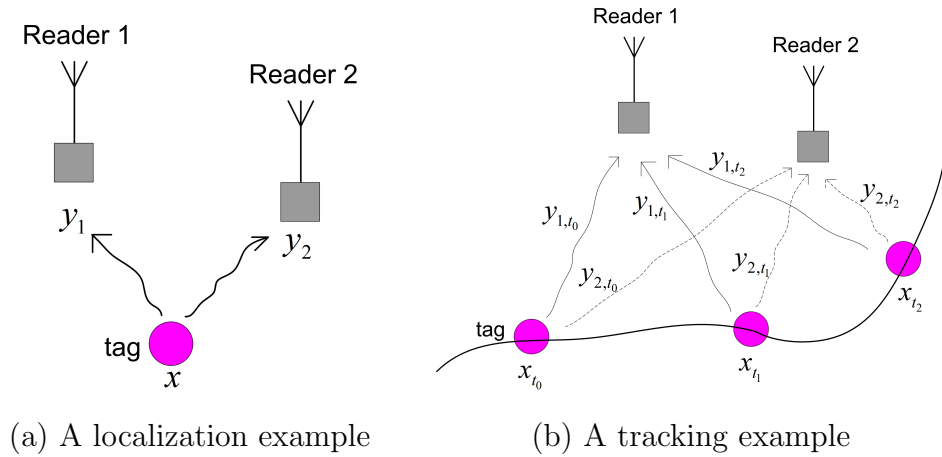 Reader 1
Reader 2
y₁
y₂
tag
x
(a) A localization example
Reader 1
Reader 2
y₁,t₀
y₁,t₁
y₁,t₂
y₂,t₀
y₂,t₁
y₂,t₂
tag
xt₀
xt₁
xt₂
(b) A tracking example